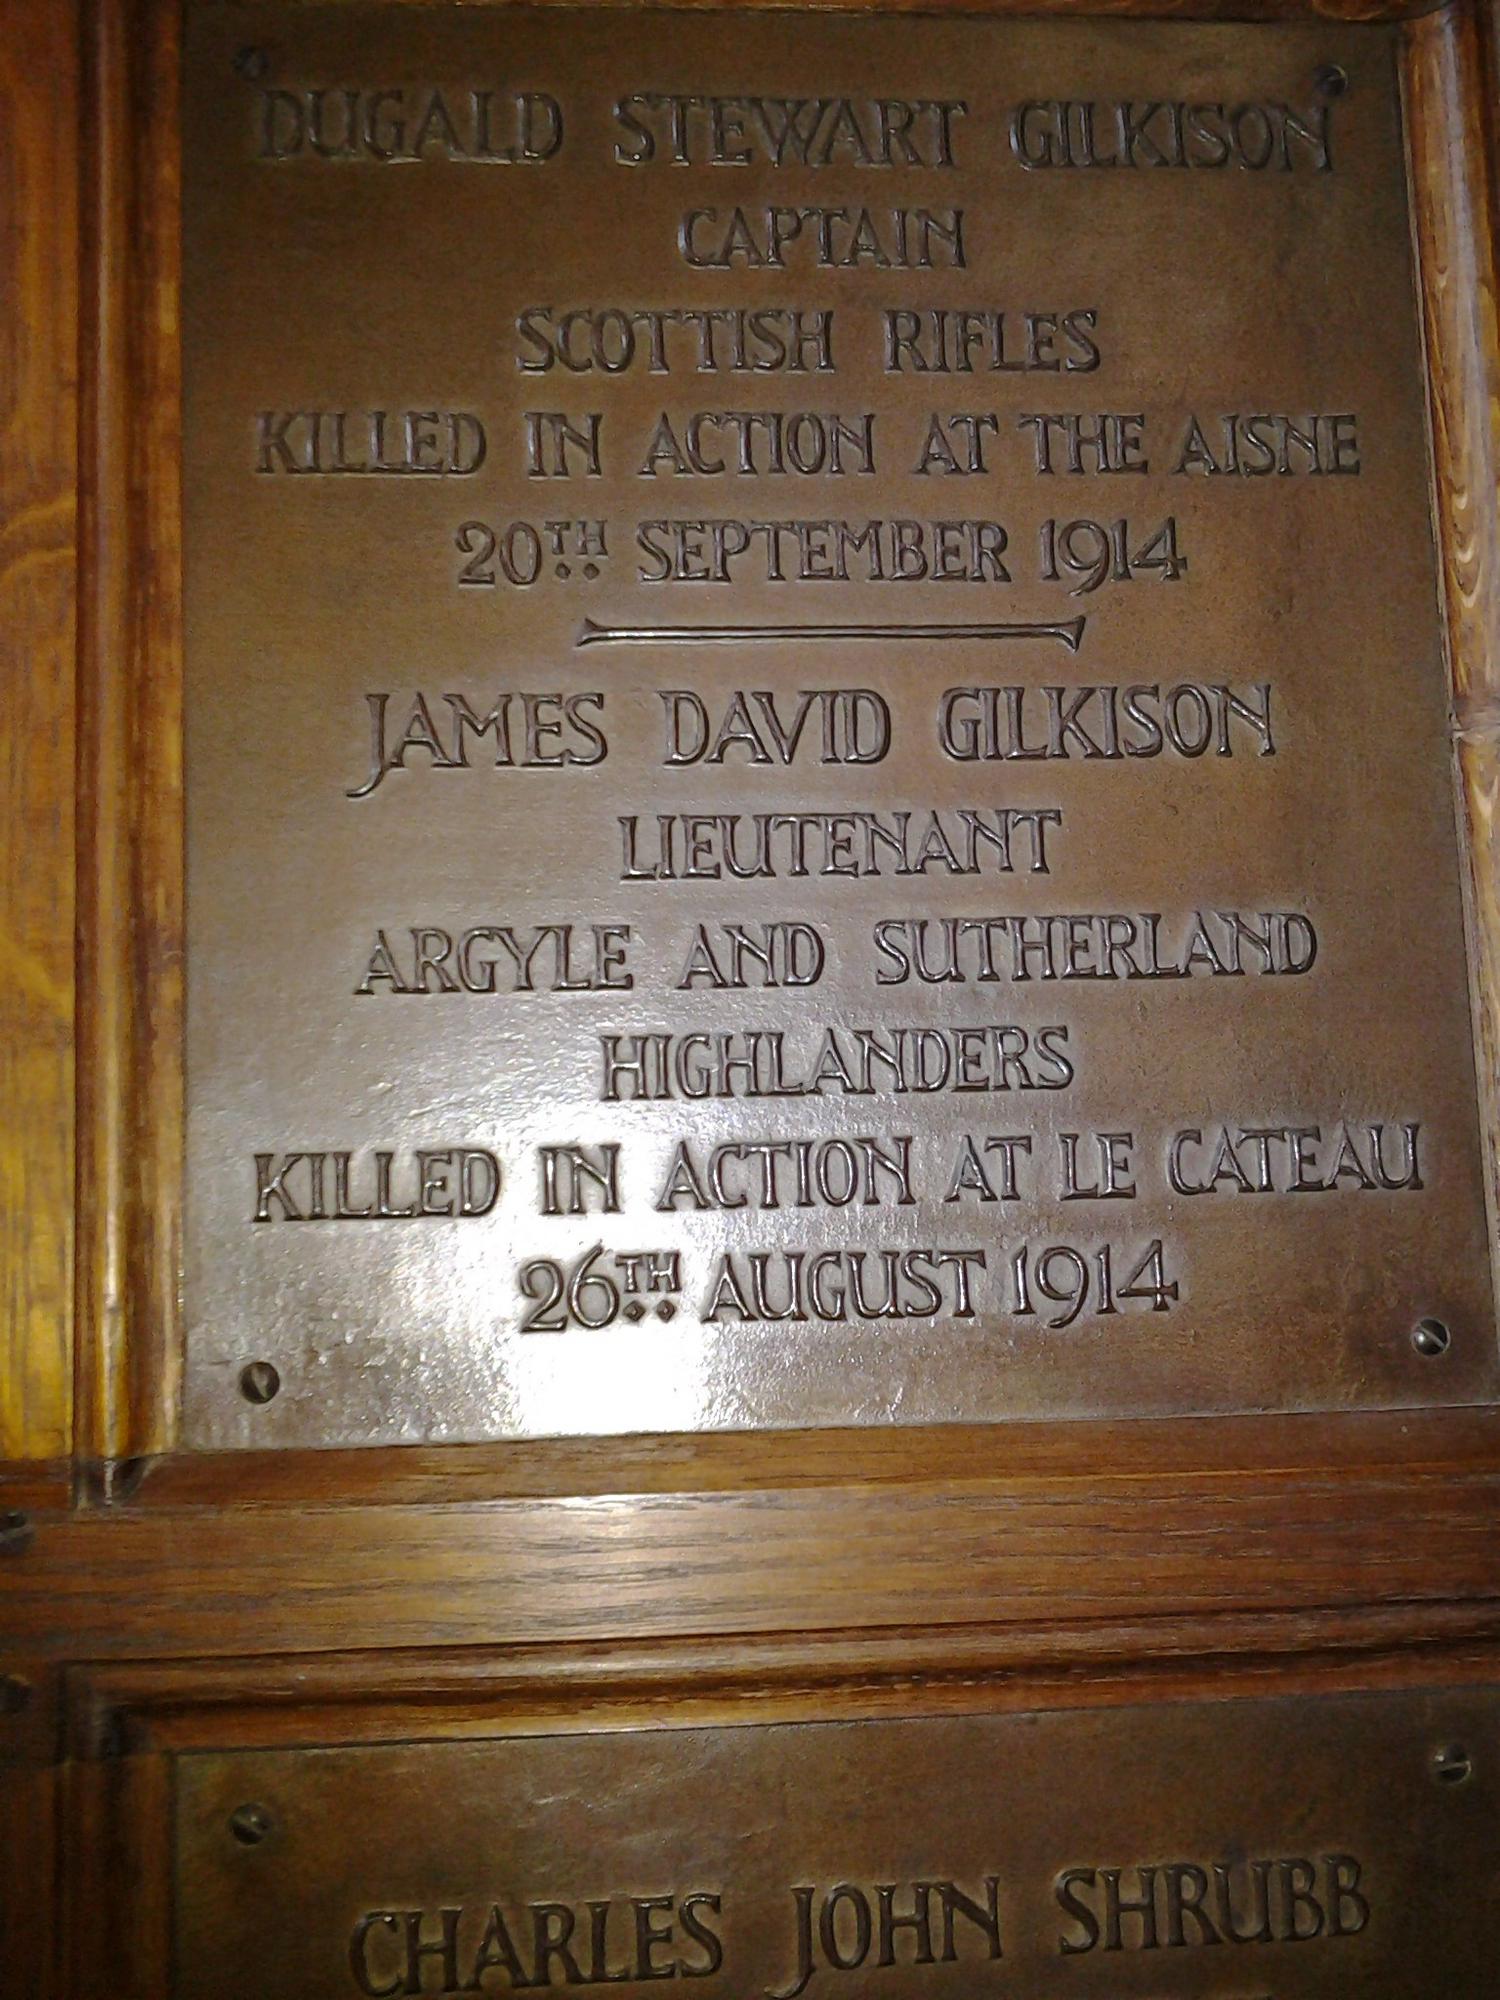 DUGALD STEWART GILKISON
CAPTAIN
SCOTTISH RIFLES
KILLED IN ACTION AT THE AISNE
20TH SEPTEMBER 1914
JAMES DAVID GILKISON
LIEUTENANT
ARGYLE AND SUTHERLAND
HIGHLANDERS
KILLED IN ACTION AT LE CATEAU
26TH AUGUST 1914
CHARLES JOHN SHRUBB